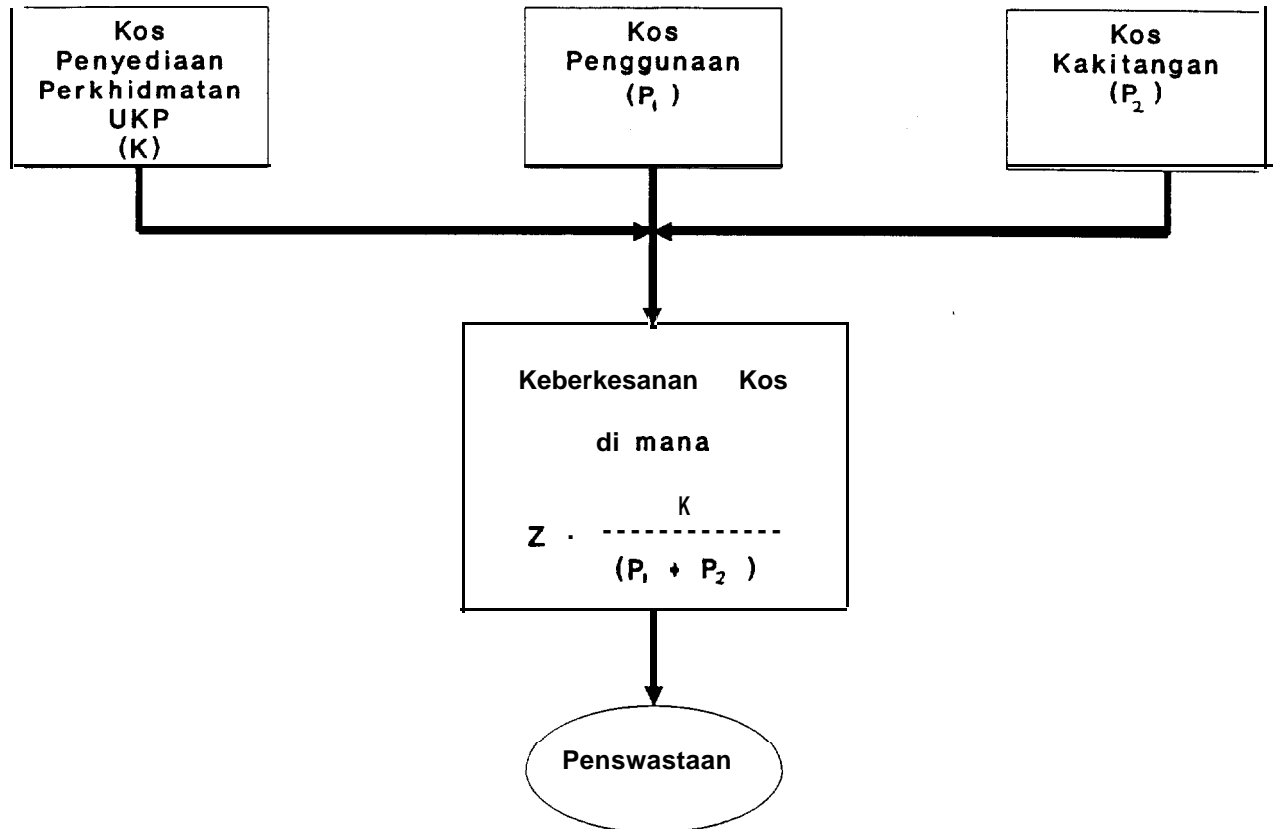 Kos
Penyediaan
Perkhidmatan
UKP
(K)
Kos
Penggunaan
(P₁)
Kos
Kakitangan
(P₂)
Keberkesanan Kos
di mana
K
Z · -------------
(P₁ + P₂ )
Penswastaan